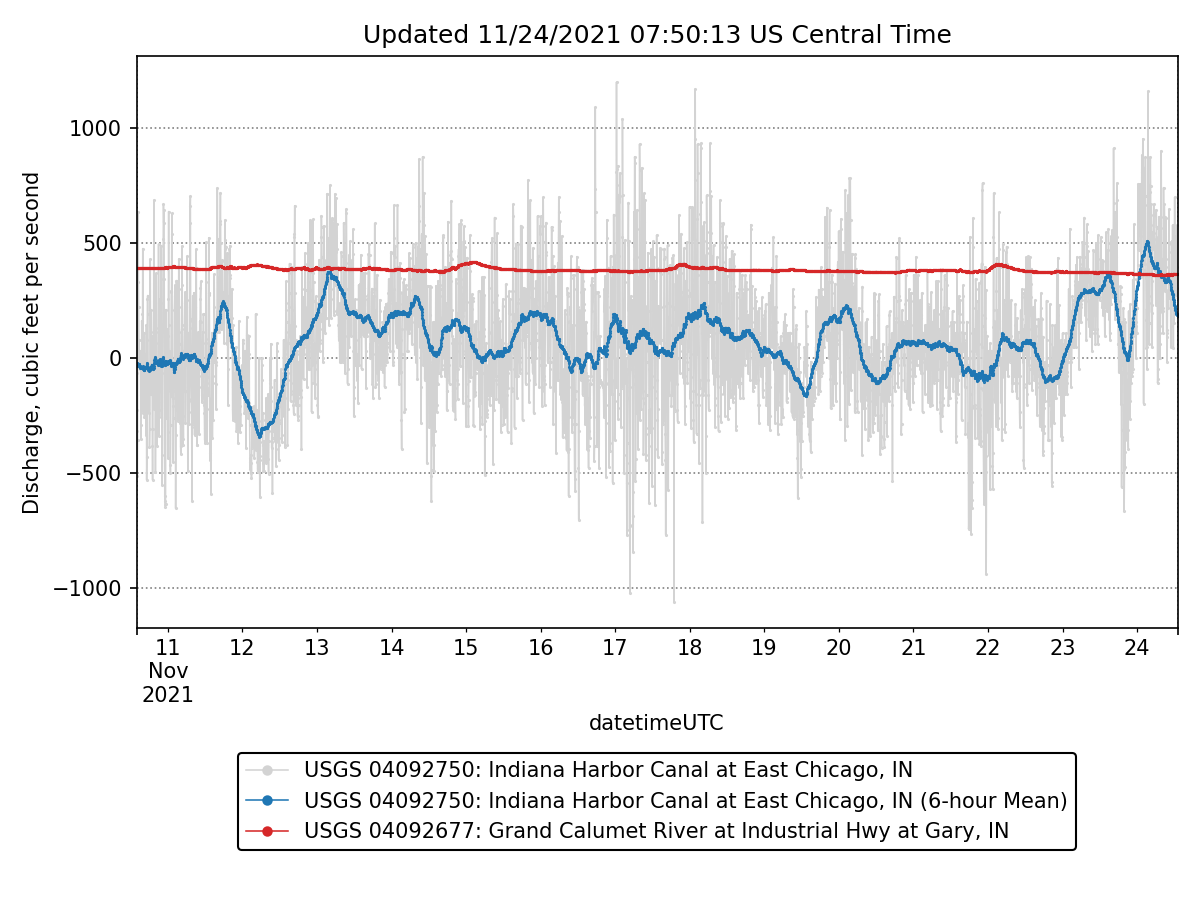 Updated 11/24/2021 07:50:13 US Central Time
Discharge, cubic feet per second
1000
500
0
−500
−1000
11 12 13 14 15 16 17 18 19 20 21 22 23 24
Nov
2021
datetimeUTC
USGS 04092750: Indiana Harbor Canal at East Chicago, IN
USGS 04092750: Indiana Harbor Canal at East Chicago, IN (6-hour Mean)
USGS 04092677: Grand Calumet River at Industrial Hwy at Gary, IN